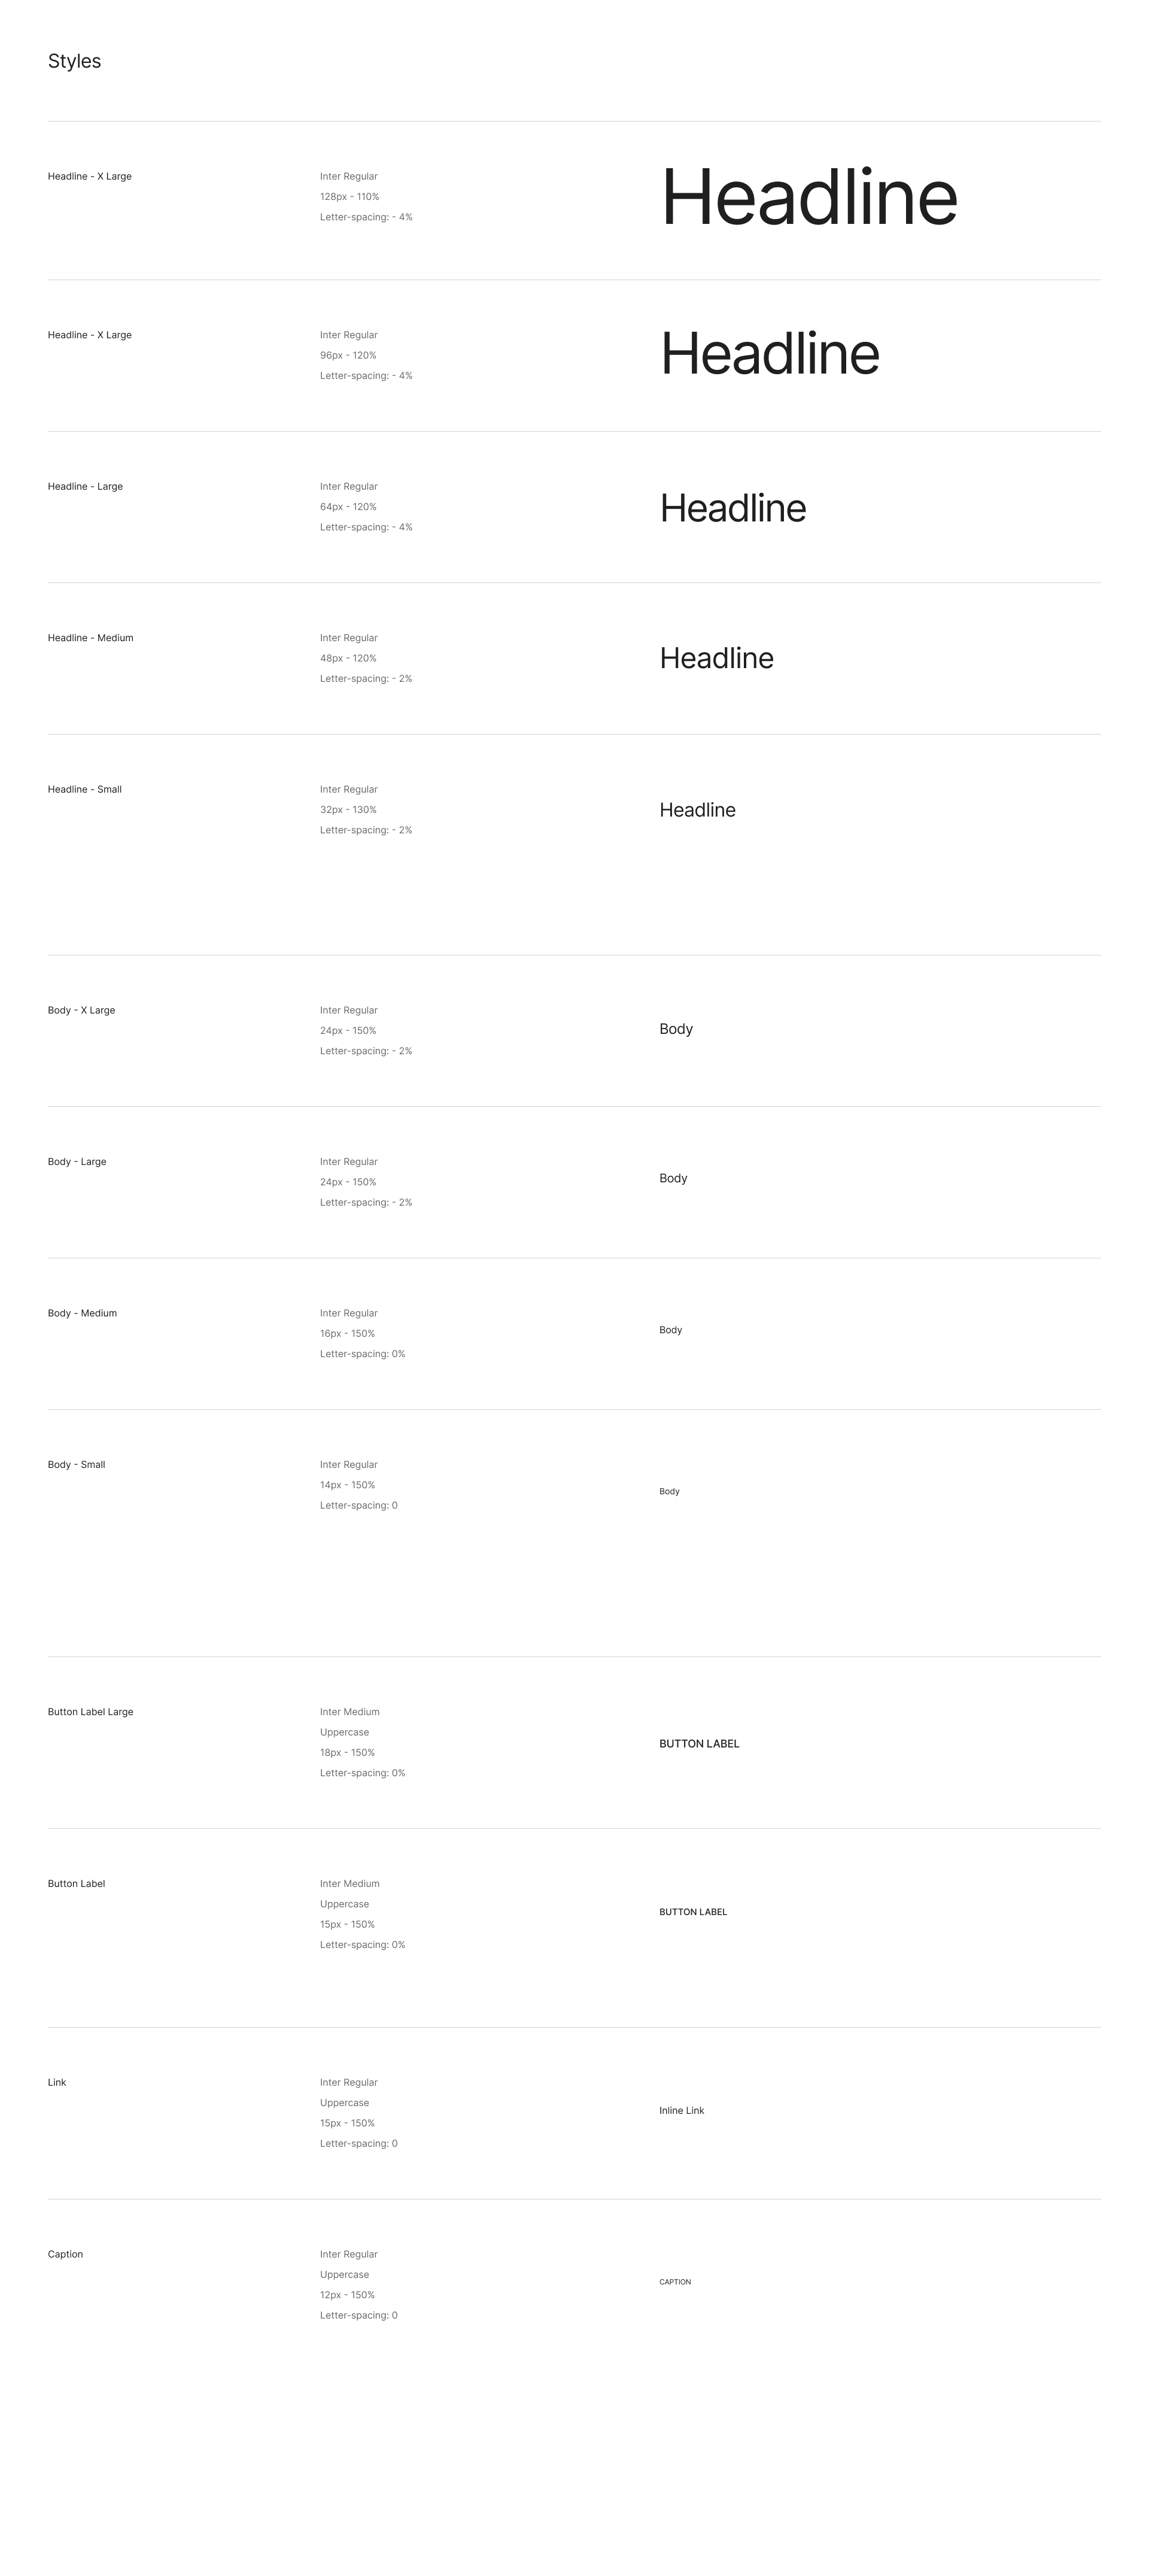 Styles
Headline - X Large
Inter Regular
128px - 110%
Letter-spacing: - 4%
Headline
Headline - X Large
Inter Regular
96px - 120%
Letter-spacing: - 4%
Headline
Headline - Large
Inter Regular
64px - 120%
Letter-spacing: - 4%
Headline
Headline - Medium
Inter Regular
48px - 120%
Letter-spacing: - 2%
Headline
Headline - Small
Inter Regular
32px - 130%
Letter-spacing: - 2%
Headline
Body - X Large
Inter Regular
24px - 150%
Letter-spacing: - 2%
Body
Body - Large
Inter Regular
24px - 150%
Letter-spacing: - 2%
Body
Body - Medium
Inter Regular
16px - 150%
Letter-spacing: 0%
Body
Body - Small
Inter Regular
14px - 150%
Letter-spacing: 0
Body
Button Label Large
Inter Medium
Uppercase
18px - 150%
Letter-spacing: 0%
BUTTON LABEL
Button Label
Inter Medium
Uppercase
15px - 150%
Letter-spacing: 0%
BUTTON LABEL
Link
Inter Regular
Uppercase
15px - 150%
Letter-spacing: 0
Inline Link
Caption
Inter Regular
Uppercase
12px - 150%
Letter-spacing: 0
CAPTION